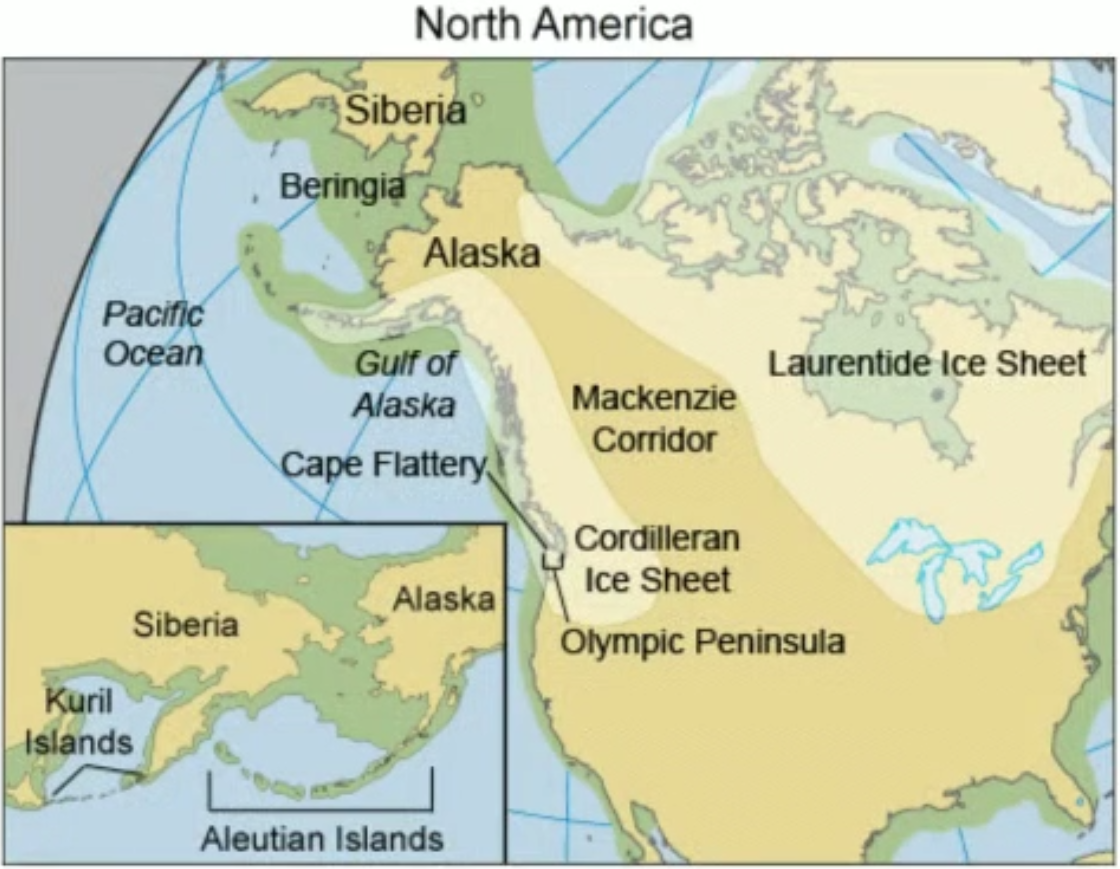 North America
Siberia
Beringia
Alaska
Pacific
Ocean
Gulf of
Alaska
Laurentide Ice Sheet
Mackenzie
Corridor
Cape Flattery
Cordilleran
Ice Sheet
Olympic Peninsula
Siberia
Alaska
Kuril
Islands
Aleutian Islands